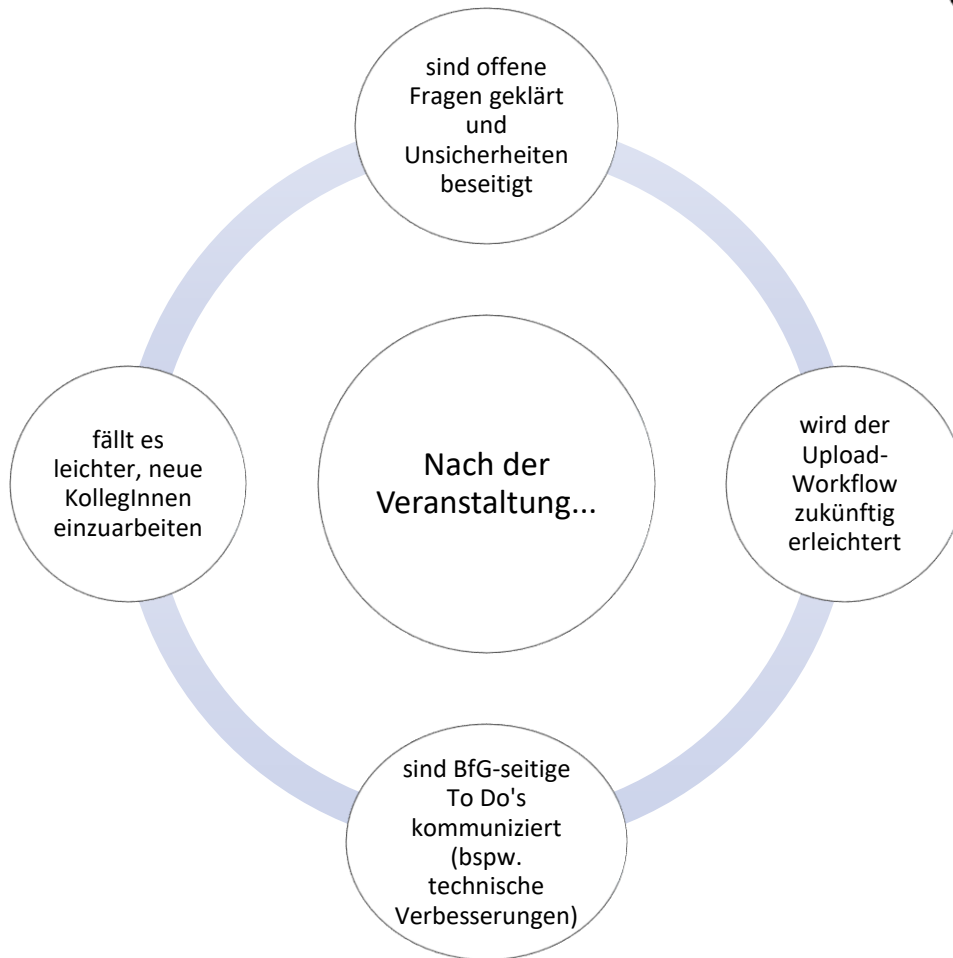 sind offene
Fragen geklärt
und
Unsicherheiten
beseitigt
fällt es
leichter, neue
KollegInnen
einzuarbeiten
Nach der
Veranstaltung...
wird der
Upload-
Workflow
zukünftig
erleichtert
sind BfG-seitige
To Do's
kommuniziert
(bspw.
technische
Verbesserungen)